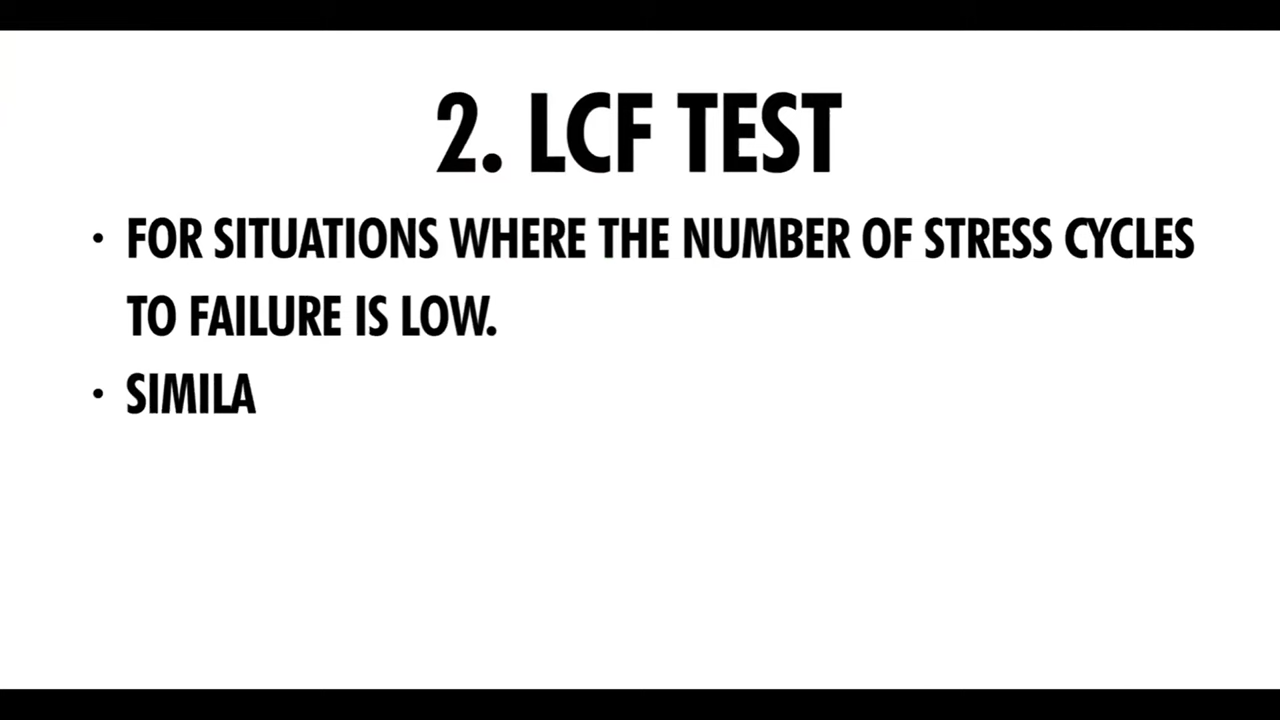 2. LCF TEST
• FOR SITUATIONS WHERE THE NUMBER OF STRESS CYCLES
TO FAILURE IS LOW.
• SIMILA